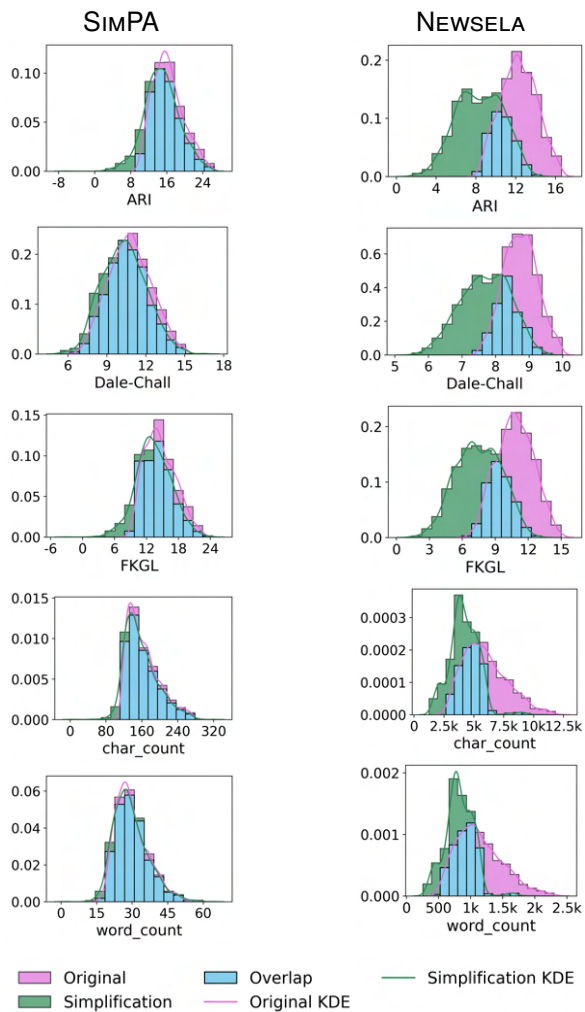 SIMPA
NEWSELA
0.10
0.05
0.00
-8 0 8 16 24
ARI
0.2
0.1
0.0
0 4 8 12 16
ARI
0.2
0.1
0.0
6 9 12 15 18
Dale-Chall
0.6
0.4
0.2
0.0
5 6 7 8 9 10
Dale-Chall
0.15
0.10
0.05
0.00
-6 0 6 12 18 24
FKGL
0.2
0.1
0.0
0 3 6 9 12 15
FKGL
0.015
0.010
0.005
0.000
0 80 160 240 320
char_count
0.0003
0.0002
0.0001
0.0000
0 2.5k 5k 7.5k 10k 12.5k
char_count
0.06
0.04
0.02
0.00
0 15 30 45 60
word_count
0.002
0.001
0.000
0 500 1k 1.5k 2k 2.5k
word_count
Original
Overlap
Simplification KDE
Simplification
Original KDE